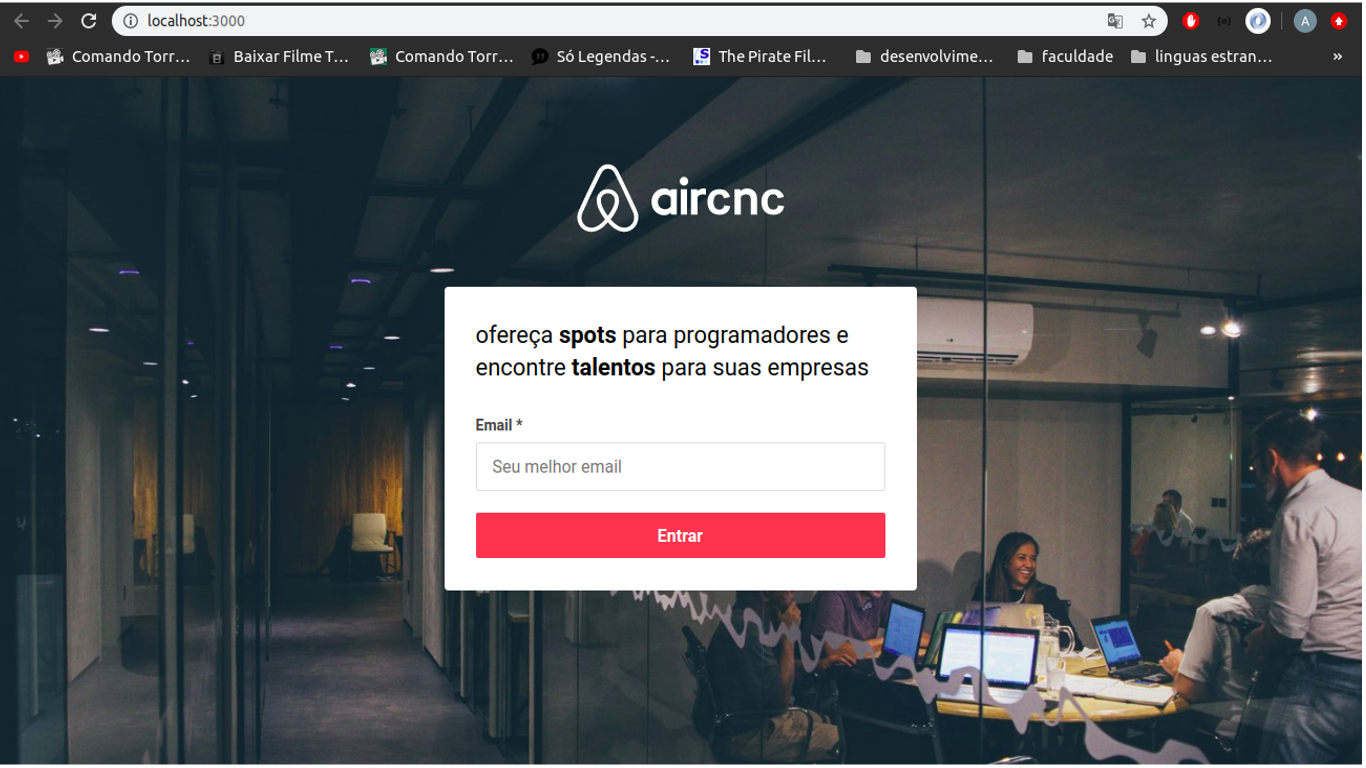 localhost:3000
A
Comando Torr…
Baixar Filme T…
Comando Torr…
Só Legendas -…
The Pirate Fil…
desenvolvime…
faculdade
linguas estran…
»
aircnc
ofereça spots para programadores e
encontre talentos para suas empresas
Email *
Seu melhor email
Entrar